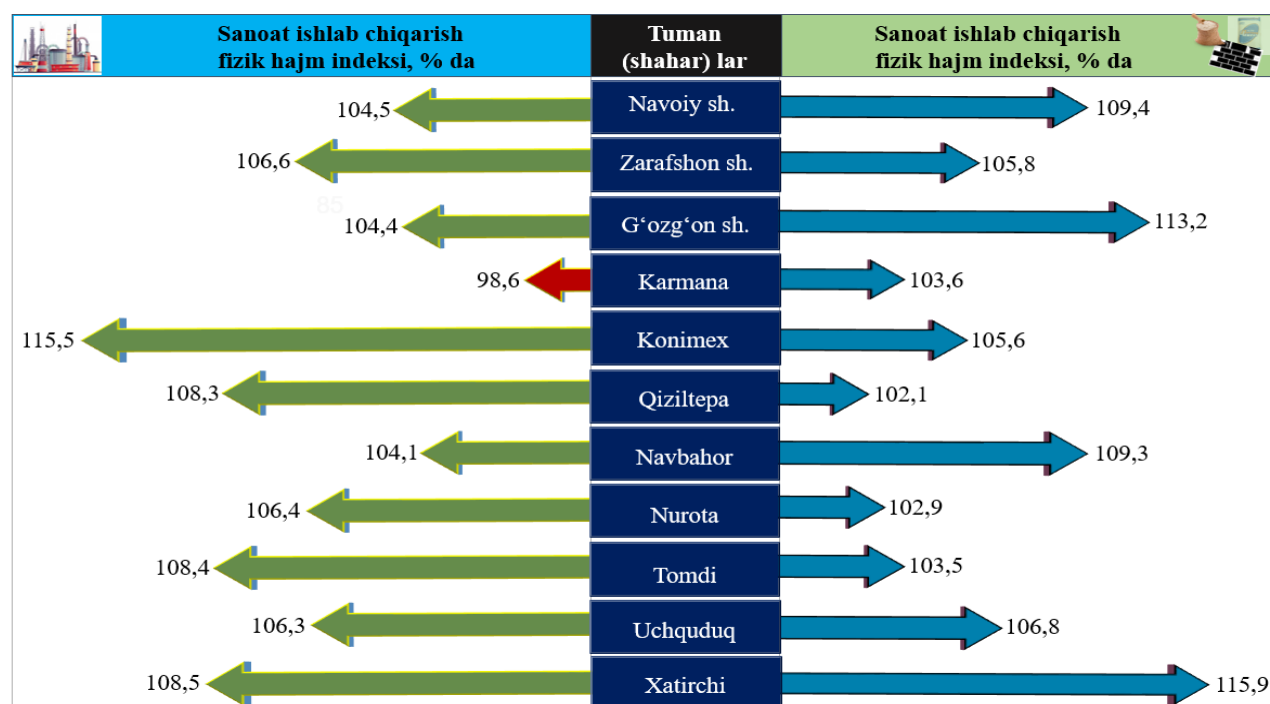 Sanoat ishlab chiqarish
fizik hajm indeksi, % da
Tuman
(shahar) lar
Sanoat ishlab chiqarish
fizik hajm indeksi, % da
104,5 Navoiy sh. 109,4
106,6 Zarafshon sh. 105,8
85
104,4 G‘ozg‘on sh. 113,2
98,6 Karmana 103,6
115,5 Konimex 105,6
108,3 Qiziltepa 102,1
104,1 Navbahor 109,3
106,4 Nurota 102,9
108,4 Tomdi 103,5
106,3 Uchquduq 106,8
108,5 Xatirchi 115,9